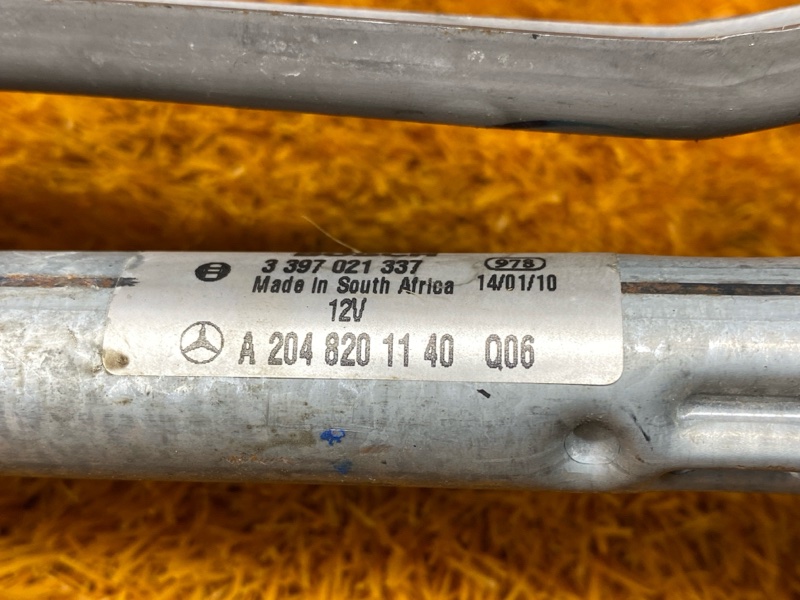 3 397 021 337 978
Made in South Africa 14/01/10
12V
A 204 820 11 40 Q06